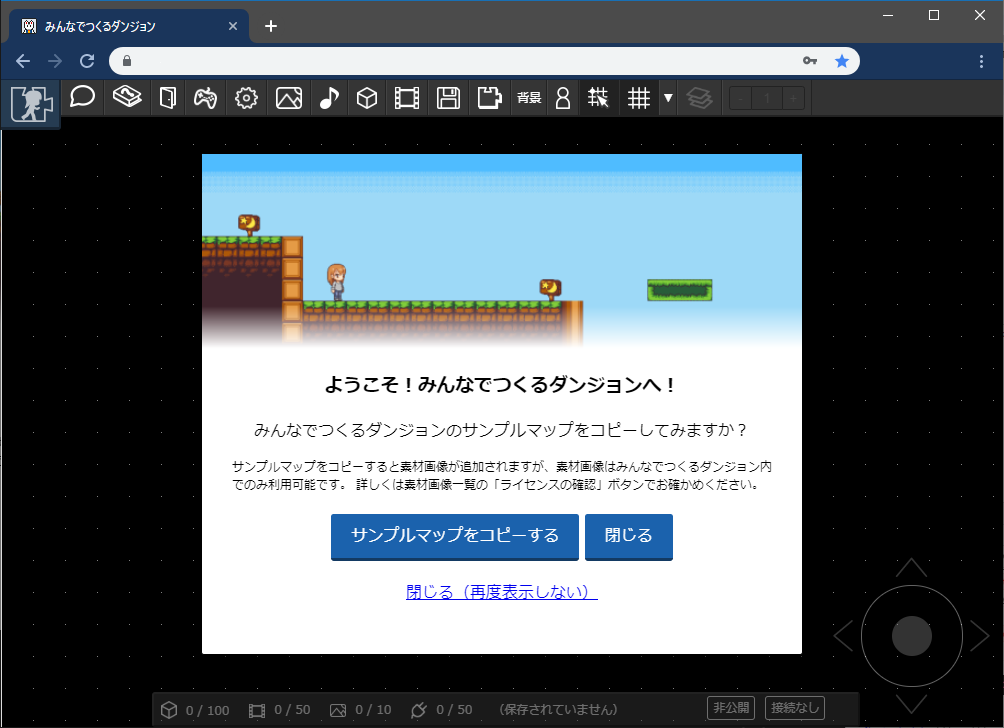 みんなでつくるダンジョン
背景
- 1 +
ようこそ！みんなでつくるダンジョンへ！
みんなでつくるダンジョンのサンプルマップをコピーしてみますか？
サンプルマップをコピーすると素材画像が追加されますが、素材画像はみんなでつくるダンジョン内
でのみ利用可能です。 詳しくは素材画像一覧の「ライセンスの確認」ボタンでお確かめください。
サンプルマップをコピーする 閉じる
閉じる（再度表示しない）
0 / 100 0 / 50 0 / 10 0 / 50 （保存されていません） 非公開 接続なし